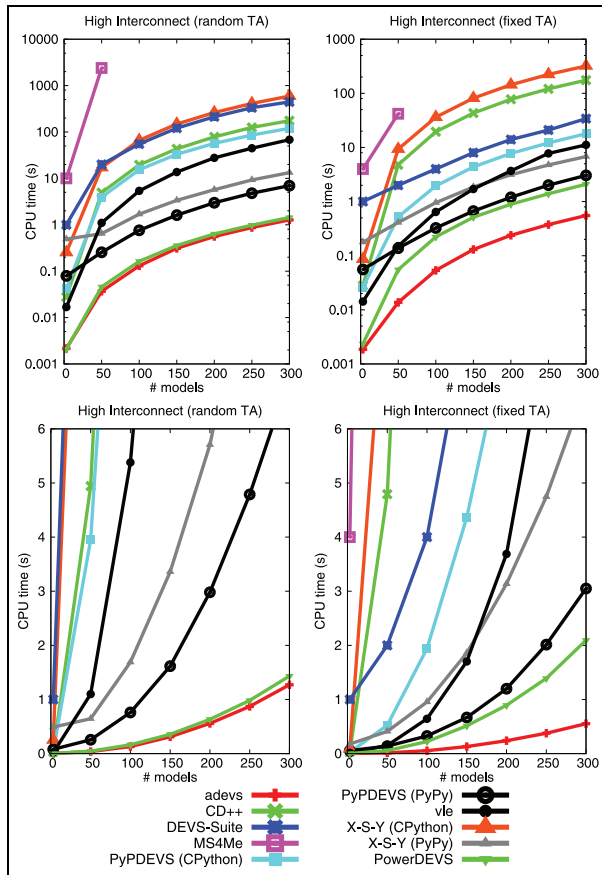 High Interconnect (random TA)
CPU time (s)
10000
1000
100
10
1
0.1
0.01
0.001
0 50 100 150 200 250 300
# models
High Interconnect (fixed TA)
CPU time (s)
10000
1000
100
10
1
0.1
0.01
0.001
0 50 100 150 200 250 300
# models
High Interconnect (random TA)
CPU time (s)
6
5
4
3
2
1
0
0 50 100 150 200 250 300
# models
High Interconnect (fixed TA)
CPU time (s)
6
5
4
3
2
1
0
0 50 100 150 200 250 300
# models
adevs
CD++
DEVS-Suite
MS4Me
PyPDEVS (CPython)
PyPDEVS (PyPy)
vle
X-S-Y (CPython)
X-S-Y (PyPy)
PowerDEVS